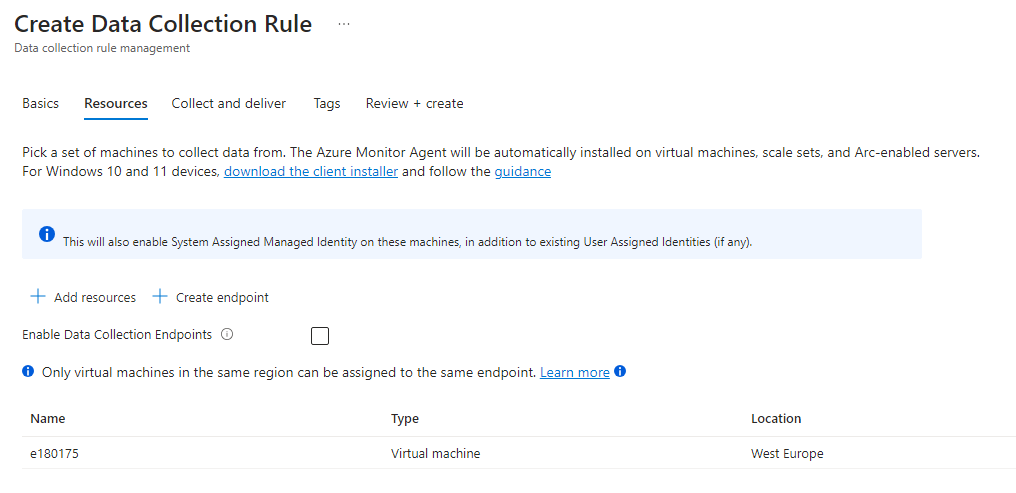 Create Data Collection Rule ...
Data collection rule management
Basics Resources Collect and deliver Tags Review + create
Pick a set of machines to collect data from. The Azure Monitor Agent will be automatically installed on virtual machines, scale sets, and Arc-enabled servers.
For Windows 10 and 11 devices, download the client installer and follow the guidance
This will also enable System Assigned Managed Identity on these machines, in addition to existing User Assigned Identities (if any).
+ Add resources + Create endpoint
Enable Data Collection Endpoints
Only virtual machines in the same region can be assigned to the same endpoint. Learn more
Name Type Location
e180175 Virtual machine West Europe